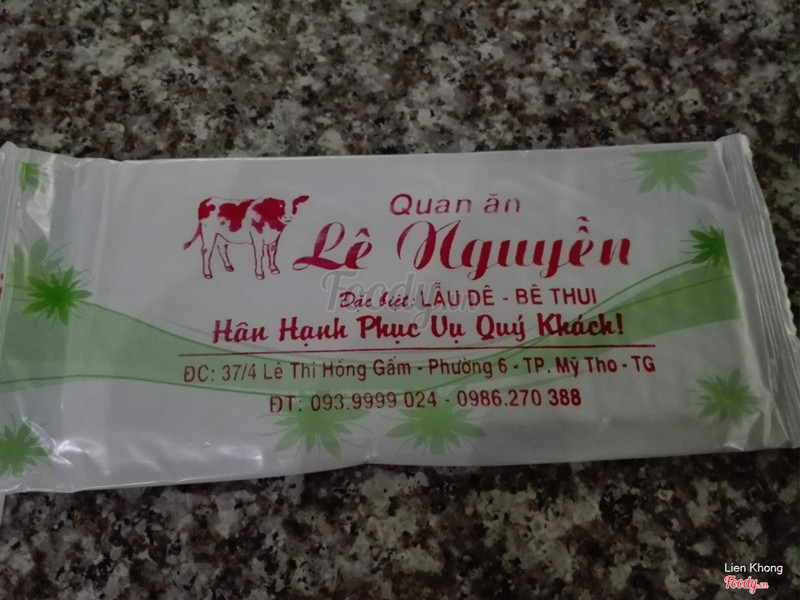 Quan ăn
Lê Nguyễn
Đặc biệt: LẨU DÊ - BÊ THUI
Hân Hạnh Phục Vụ Quý Khách!
ĐC: 37/4 Lê Thị Hồng Gấm - Phường 6 - TP. Mỹ Tho - TG
ĐT: 093.9999 024 - 0986.270 388
Foody.vn
Lien Khong
Foody.vn